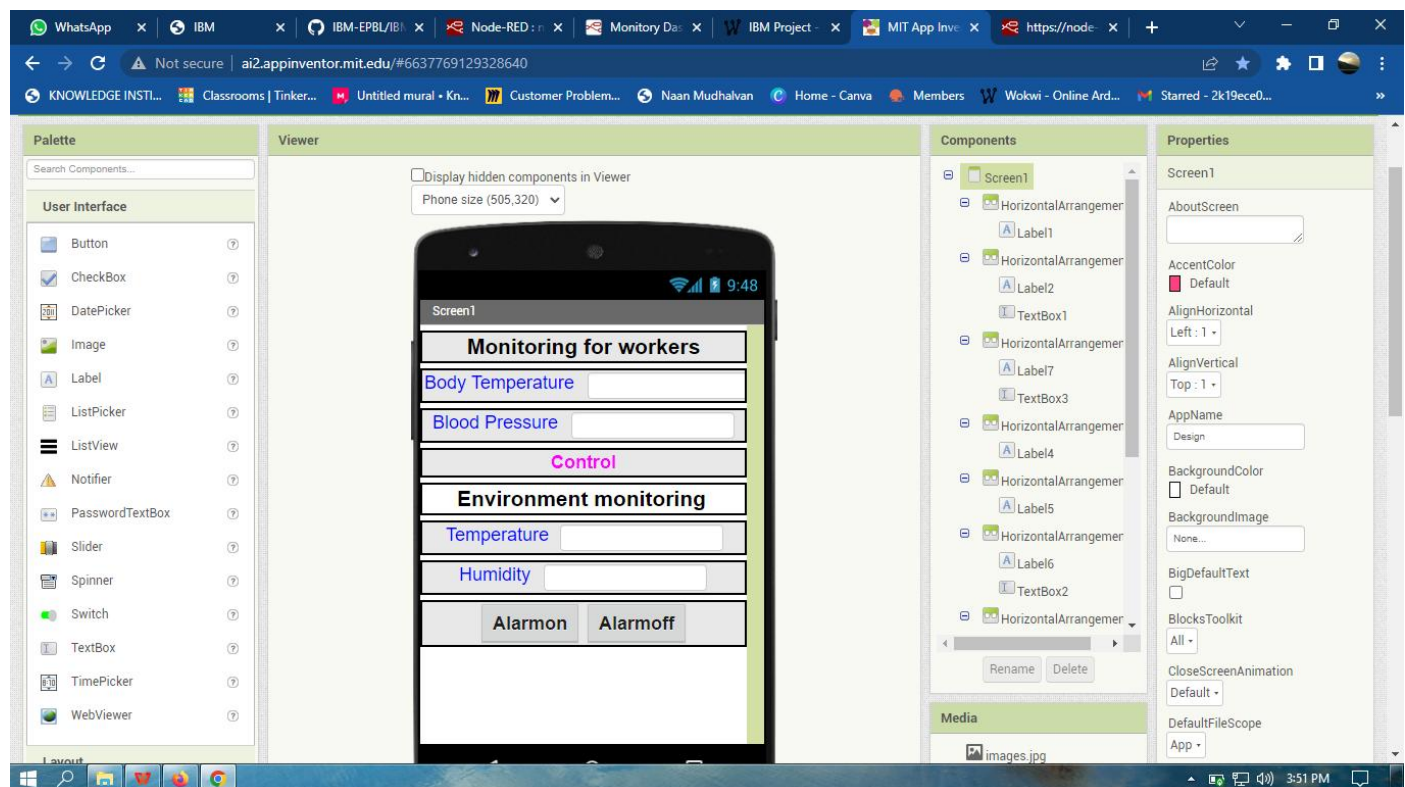 WhatsApp
IBM
IBM-EPBL/IBM
Node-RED : n
Monitory Das
IBM Project -
MIT App Inve
https://node-
Not secure
ai2.appinventor.mit.edu/#6637769129328640
KNOWLEDGE INSTI...
Classrooms | Tinker...
Untitled mural • Kn...
Customer Problem...
Naan Mudhalvan
Home - Canva
Members
Wokwi - Online Ard...
Starred - 2k19ece0...
»
Palette
Search Components...
User Interface
Button
CheckBox
DatePicker
Image
Label
ListPicker
ListView
Notifier
PasswordTextBox
Slider
Spinner
Switch
TextBox
TimePicker
WebViewer
Layout
Viewer
Display hidden components in Viewer
Phone size (505,320)
9:48
Screen1
Monitoring for workers
Body Temperature
Blood Pressure
Control
Environment monitoring
Temperature
Humidity
Alarmon Alarmoff
Components
Screen1
HorizontalArrangemer
Label1
HorizontalArrangemer
Label2
TextBox1
HorizontalArrangemer
Label7
TextBox3
HorizontalArrangemer
Label4
HorizontalArrangemer
Label5
HorizontalArrangemer
Label6
TextBox2
HorizontalArrangemer
Rename Delete
Media
images.jpg
Properties
Screen1
AboutScreen
AccentColor
Default
AlignHorizontal
Left : 1
AlignVertical
Top : 1
AppName
Design
BackgroundColor
Default
BackgroundImage
None...
BigDefaultText
BlocksToolkit
All
CloseScreenAnimation
Default
DefaultFileScope
App
3:51 PM